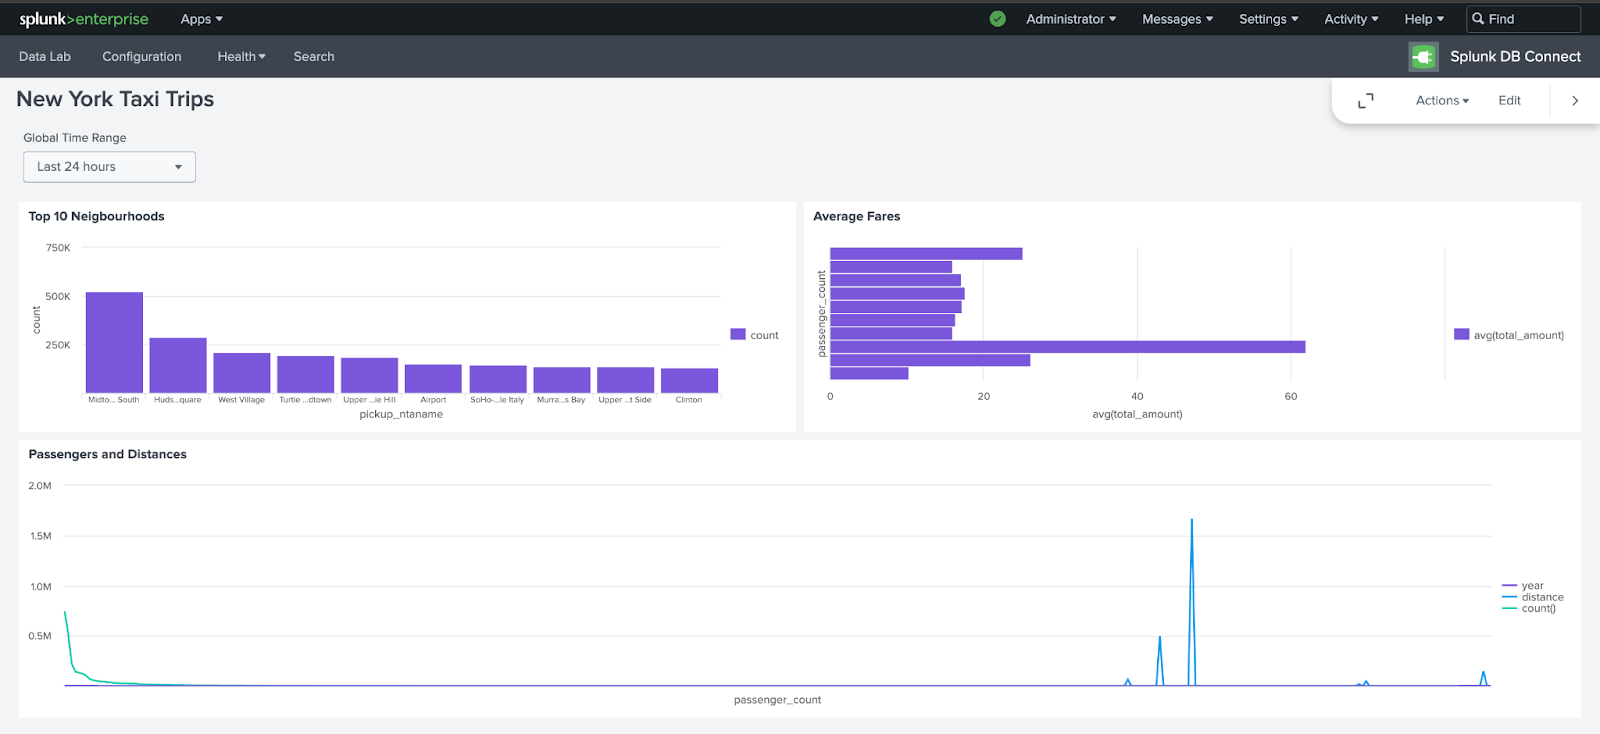 splunk>enterprise Apps ▾ Administrator ▾ Messages ▾ Settings ▾ Activity ▾ Help ▾ Find
Data Lab Configuration Health ▾ Search Splunk DB Connect
New York Taxi Trips
Actions ▾ Edit
Global Time Range
Last 24 hours
Top 10 Neigbourhoods
750K
500K
250K
count
Midto... South Huds...quare West Village Turtle ...dtown Upper ...ie Hill Airport SoHo-...le Italy Murra...s Bay Upper ...t Side Clinton
pickup_ntaname
count
Average Fares
passenger_count
0 20 40 60
avg(total_amount)
avg(total_amount)
Passengers and Distances
2.0M
1.5M
1.0M
0.5M
passenger_count
year
distance
count()